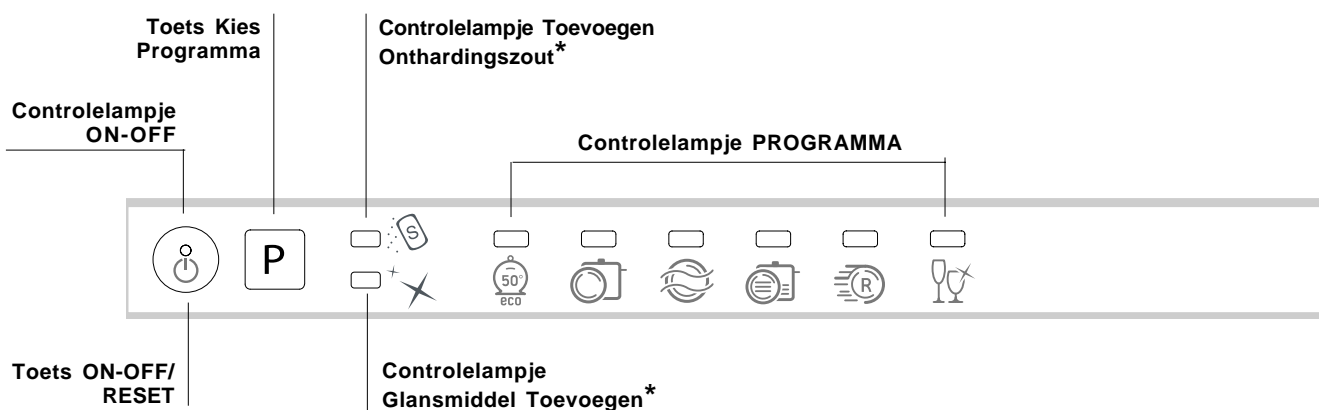 Toets Kies
Programma
Controlelampje Toevoegen
Onthardingszout*
Controlelampje
ON-OFF
Controlelampje PROGRAMMA
P
S
50°
eco
R
Toets ON-OFF/
RESET
Controlelampje
Glansmiddel Toevoegen*